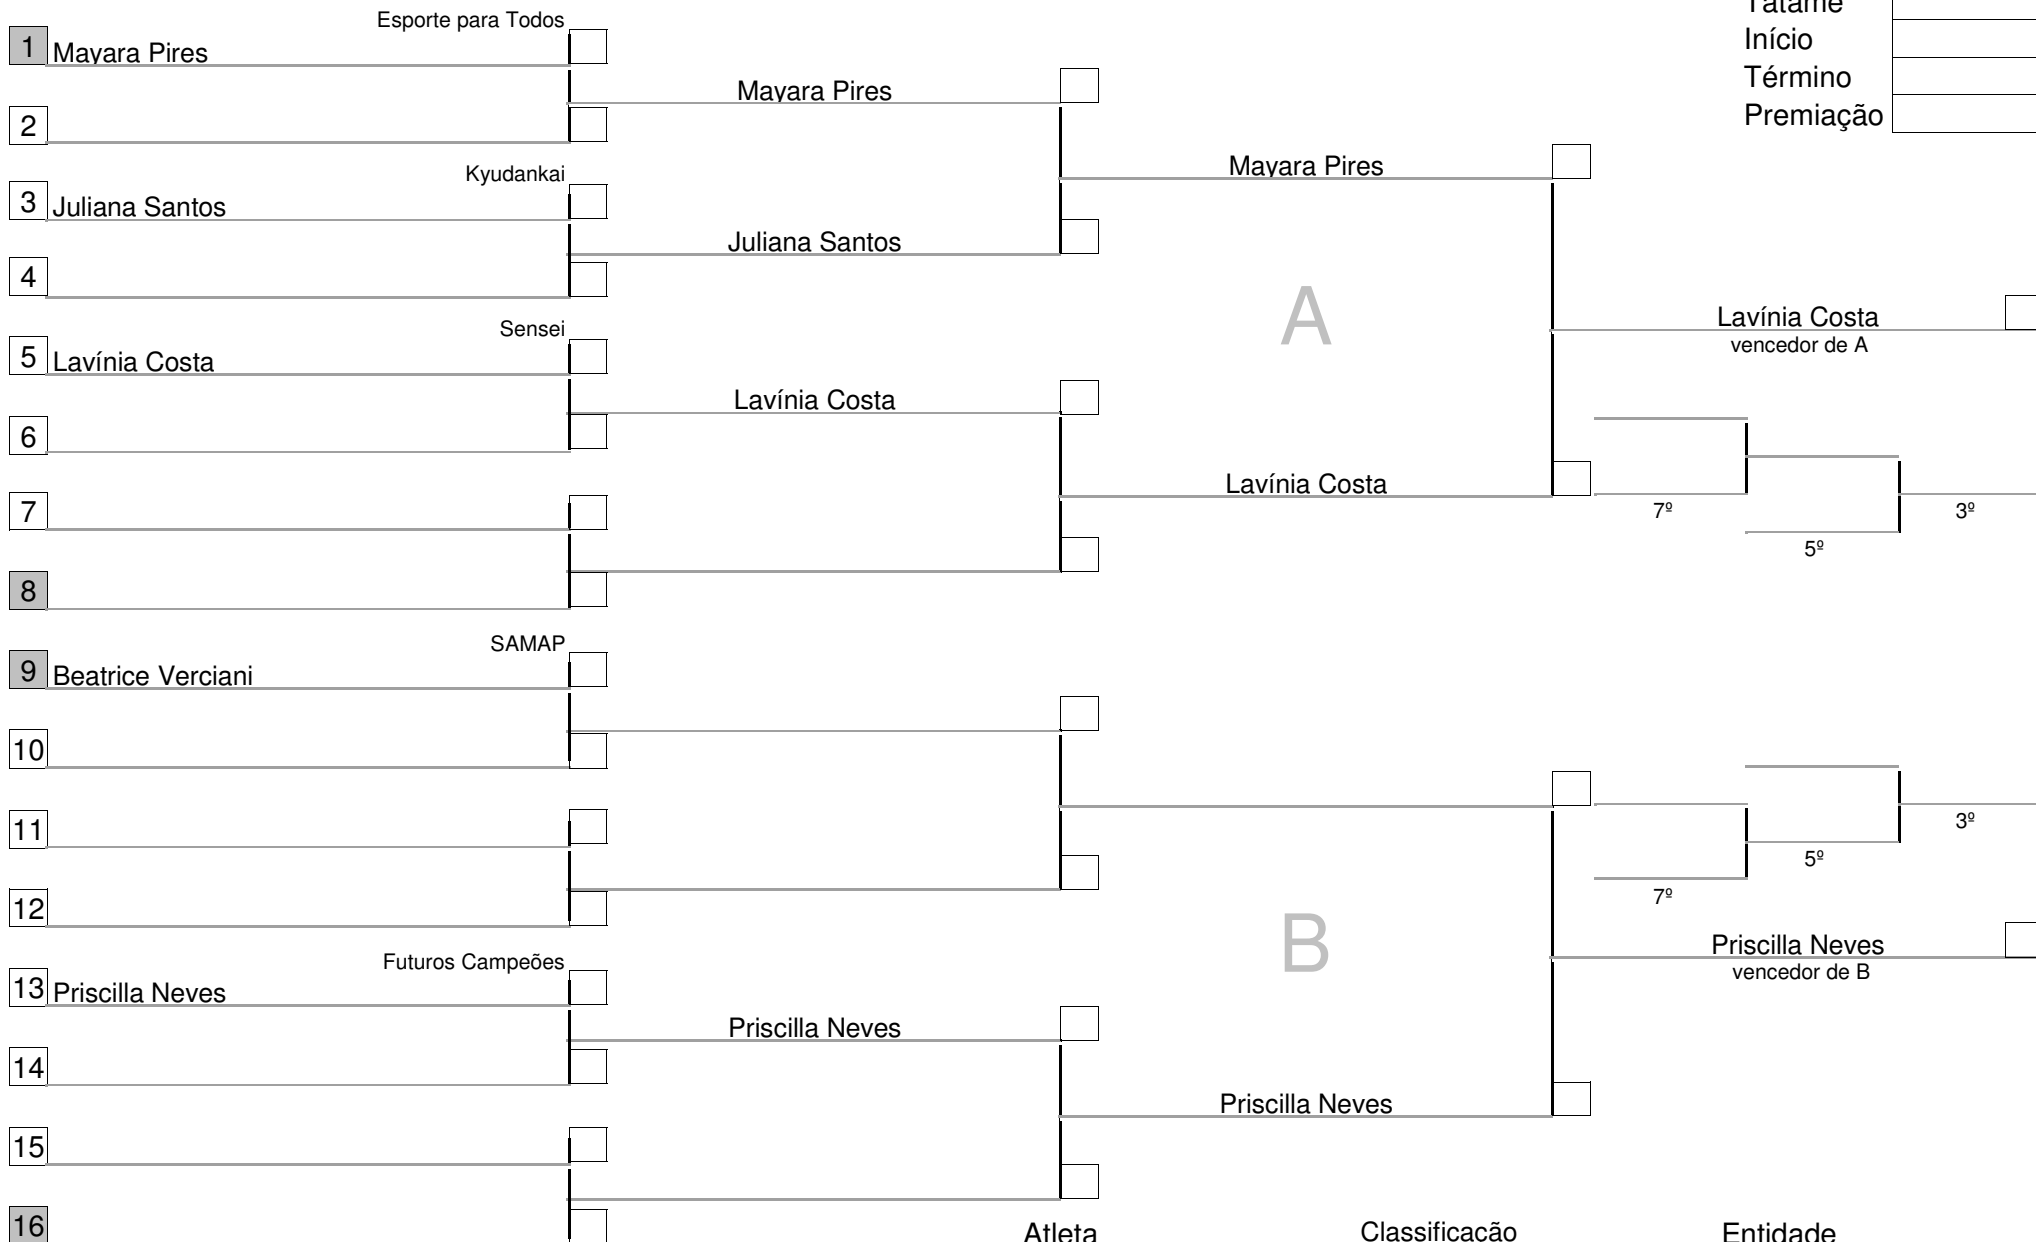 Tatame
Esporte para Todos
1 Mayara Pires
Início
Término
Mayara Pires
2
Premiação
Kyudankai
Mayara Pires
3 Juliana Santos
Juliana Santos
4
A
Sensei
Lavínia Costa
5 Lavínia Costa
vencedor de A
Lavínia Costa
6
Lavínia Costa
7
7º
3º
5º
8
SAMAP
9 Beatrice Verciani
10
11
3º
5º
12
7º
B
Priscilla Neves
Futuros Campeões
vencedor de B
13 Priscilla Neves
Priscilla Neves
14
Priscilla Neves
15
16
Atleta Classificação Entidade